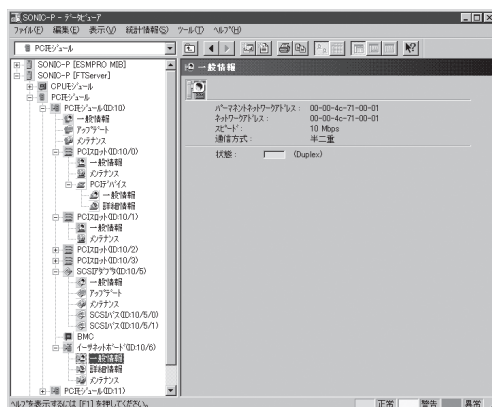 SONIC-P - ﾃﾞｰﾀﾋﾞｭｰｱ
ﾌｧｲﾙ(F) 編集(E) 表示(V) 統計情報(S) ﾂｰﾙ(T) ﾍﾙﾌﾟ(H)
PCIﾓｼﾞｭｰﾙ
SONIC-P [ESMPRO MIB]
SONIC-P [FTServer]
CPUﾓｼﾞｭｰﾙ
PCIﾓｼﾞｭｰﾙ
PCIﾓｼﾞｭｰﾙ(ID:10)
一般情報
ｱｯﾌﾟﾃﾞｰﾄ
ﾒﾝﾃﾅﾝｽ
PCIｽﾛｯﾄ(ID:10/0)
一般情報
ﾒﾝﾃﾅﾝｽ
PCIﾃﾞﾊﾞｲｽ
一般情報
詳細情報
PCIｽﾛｯﾄ(ID:10/1)
一般情報
ﾒﾝﾃﾅﾝｽ
PCIｽﾛｯﾄ(ID:10/2)
PCIｽﾛｯﾄ(ID:10/3)
SCSIｱﾀﾞﾌﾟﾀ(ID:10/5)
一般情報
ｱｯﾌﾟﾃﾞｰﾄ
ﾒﾝﾃﾅﾝｽ
SCSIﾊﾞｽ(ID:10/5/0)
SCSIﾊﾞｽ(ID:10/5/1)
BMC
ｲｰｻﾈｯﾄﾎﾞｰﾄﾞ(ID:10/6)
一般情報
詳細情報
ﾒﾝﾃﾅﾝｽ
PCIﾓｼﾞｭｰﾙ(ID:11)
一般情報
ﾊﾟｰﾏﾈﾝﾄﾈｯﾄﾜｰｸｱﾄﾞﾚｽ : 00-00-4c-71-00-01
ﾈｯﾄﾜｰｸｱﾄﾞﾚｽ : 00-00-4c-71-00-01
ｽﾋﾟｰﾄﾞ : 10 Mbps
通信方式 : 半二重
状態 : (Duplex)
ﾍﾙﾌﾟを表示するには [F1] を押してください。
正常 警告 異常